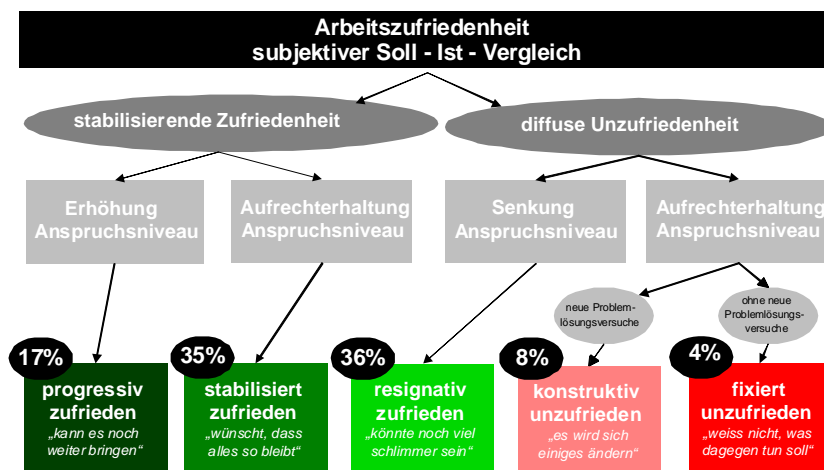 Arbeitszufriedenheit
subjektiver Soll - Ist - Vergleich
stabilisierende Zufriedenheit
diffuse Unzufriedenheit
Erhöhung
Anspruchsniveau
Aufrechterhaltung
Anspruchsniveau
Senkung
Anspruchsniveau
Aufrechterhaltung
Anspruchsniveau
neue Problem-
lösungsversuche
ohne neue
Problemlösungs-
versuche
17%
progressiv
zufrieden
„kann es noch
weiter bringen“
35%
stabilisiert
zufrieden
„wünscht, dass
alles so bleibt“
36%
resignativ
zufrieden
„könnte noch viel
schlimmer sein“
8%
konstruktiv
unzufrieden
„es wird sich
einiges ändern“
4%
fixiert
unzufrieden
„weiss nicht, was
dagegen tun soll“